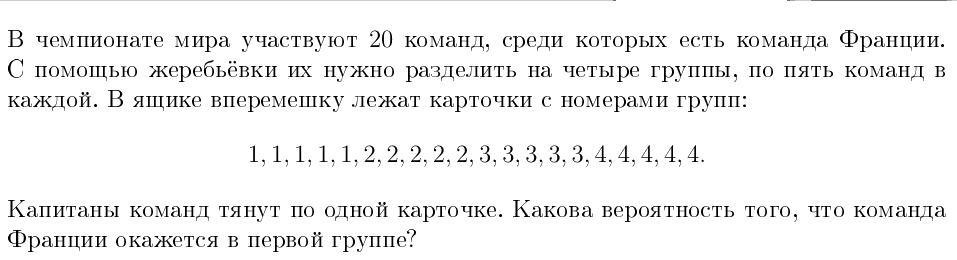 В чемпионате мира участвуют 20 команд, среди которых есть команда Франции.
С помощью жеребьёвки их нужно разделить на четыре группы, по пять команд в
каждой. В ящике вперемешку лежат карточки с номерами групп:
1, 1, 1, 1, 1, 2, 2, 2, 2, 2, 3, 3, 3, 3, 3, 4, 4, 4, 4, 4.
Капитаны команд тянут по одной карточке. Какова вероятность того, что команда
Франции окажется в первой группе?